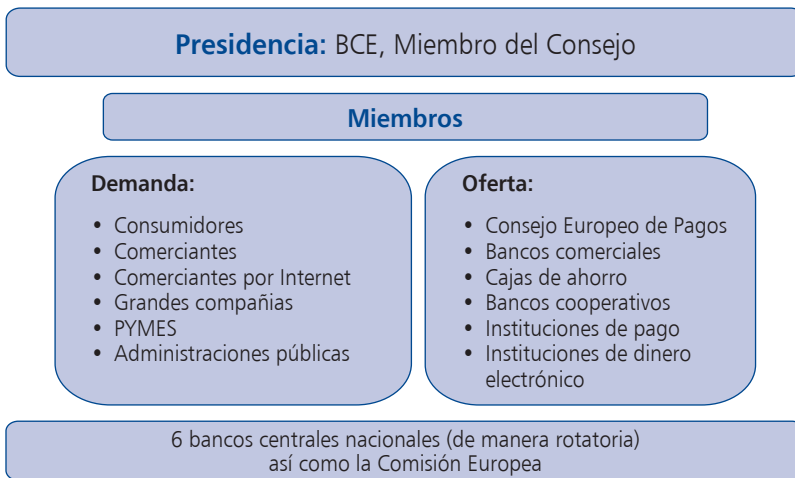 Presidencia: BCE, Miembro del Consejo
Miembros
Demanda:
• Consumidores
• Comerciantes
• Comerciantes por Internet
• Grandes compañias
• PYMES
• Administraciones públicas
Oferta:
• Consejo Europeo de Pagos
• Bancos comerciales
• Cajas de ahorro
• Bancos cooperativos
• Instituciones de pago
• Instituciones de dinero
electrónico
6 bancos centrales nacionales (de manera rotatoria)
así como la Comisión Europea